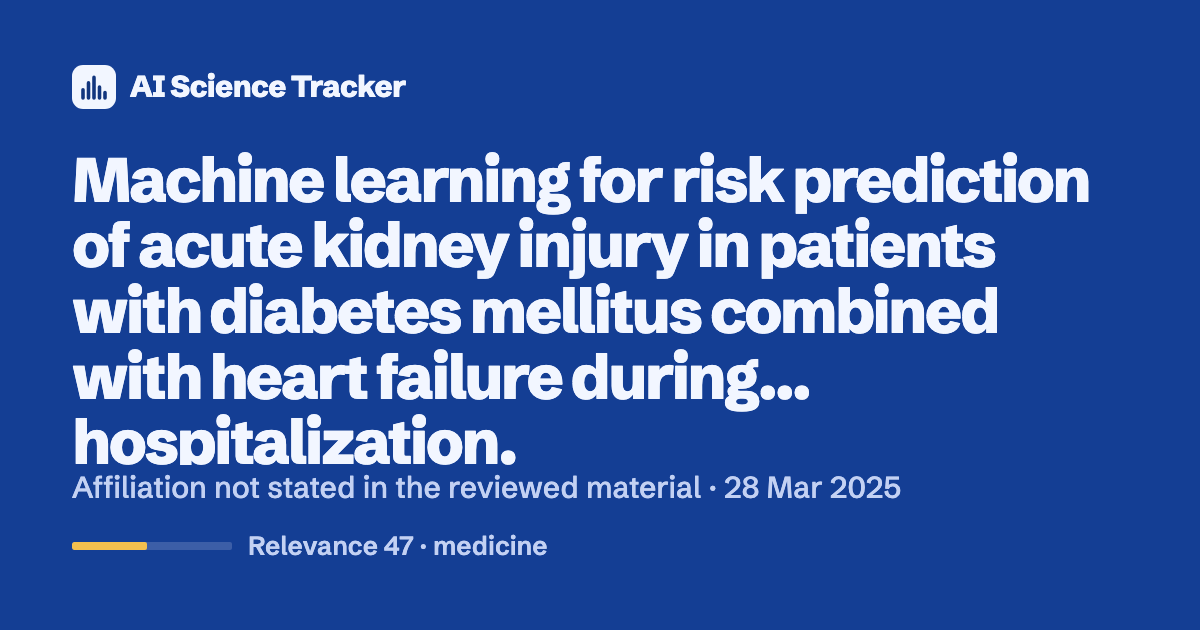 AI Science Tracker
Machine learning for risk prediction
of acute kidney injury in patients
with diabetes mellitus combined
with heart failure during...
hospitalization.
Affiliation not stated in the reviewed material · 28 Mar 2025
Relevance 47 · medicine